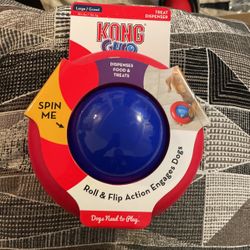 Large / Grand
TREAT
DISPENSER
KONG
Gyro
DISPENSES
FOOD &
TREATS
SPIN
ME
Roll & Flip Action Engages Dogs
Dogs Need to Play.